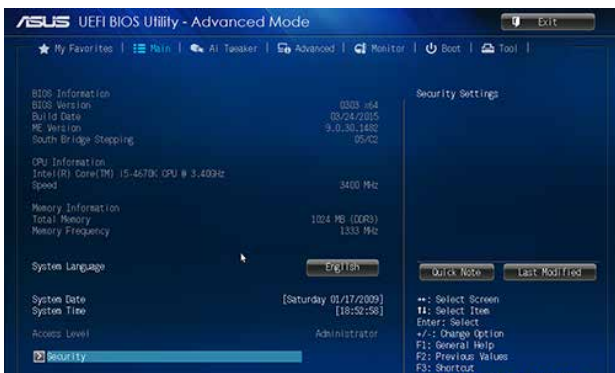 ASUS UEFI BIOS Utility - Advanced Mode
Exit
My Favorites | Main | Ai Tweaker | Advanced | Monitor | Boot | Tool
BIOS Information
BIOS Version 0303 x64
Build Date 03/24/2015
ME Version 9.0.30.1482
South Bridge Stepping 05/C2
CPU Information
Intel(R) Core(TM) i5-4670K CPU @ 3.40GHz
Speed 3400 MHz
Memory Information
Total Memory 1024 MB (DDR3)
Memory Frequency 1333 MHz
System Language English
System Date [Saturday 01/17/2009]
System Time [18:52:58]
Access Level Administrator
Security
Security Settings
Quick Note Last Modified
↔: Select Screen
↑↓: Select Item
Enter: Select
+/-: Change Option
F1: General Help
F2: Previous Values
F3: Shortcut